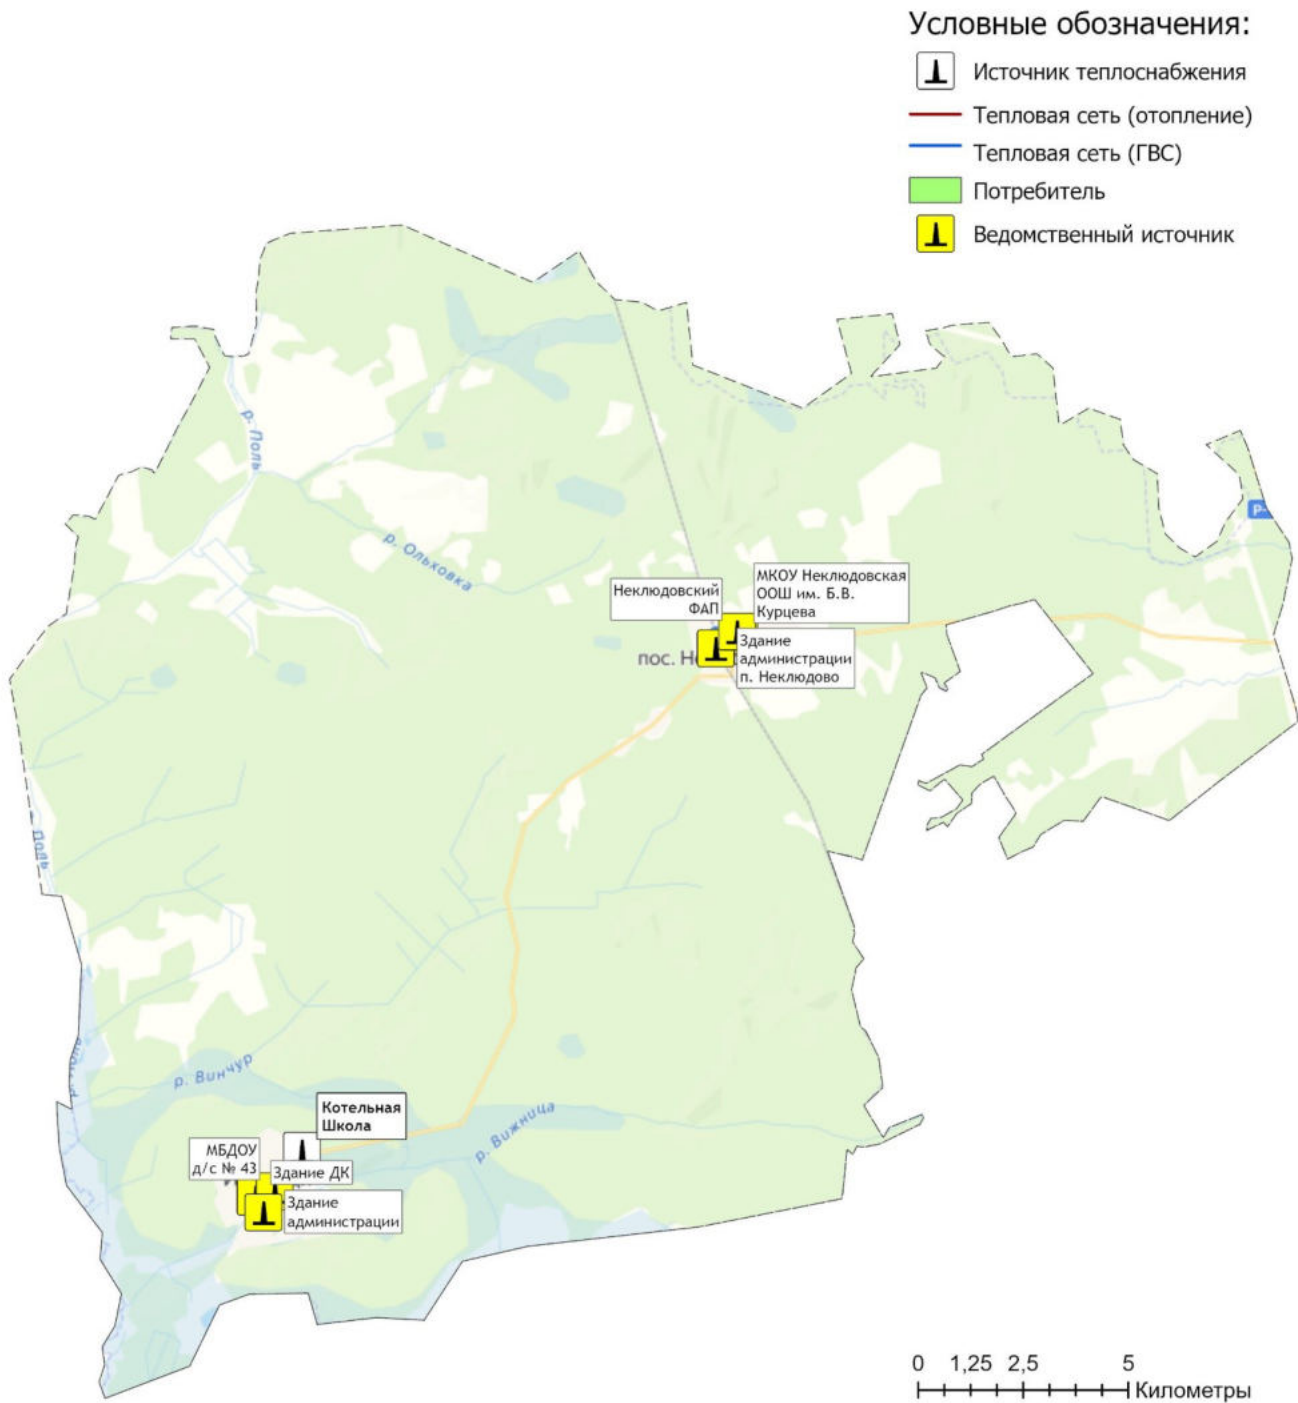 Условные обозначения:
Источник теплоснабжения
Тепловая сеть (отопление)
Тепловая сеть (ГВС)
Потребитель
Ведомственный источник
р. Поль
р. Ольховка
р.
Неклюдовский
ФАП
МКОУ Неклюдовская
ООШ им. Б.В.
Курцева
Здание
администрации
п. Неклюдово
пос.
р. Винчур
р. Вижница
Котельная
Школа
МБДОУ
д/с № 43
Здание ДК
Здание
администрации
0 1,25 2,5 5
Километры